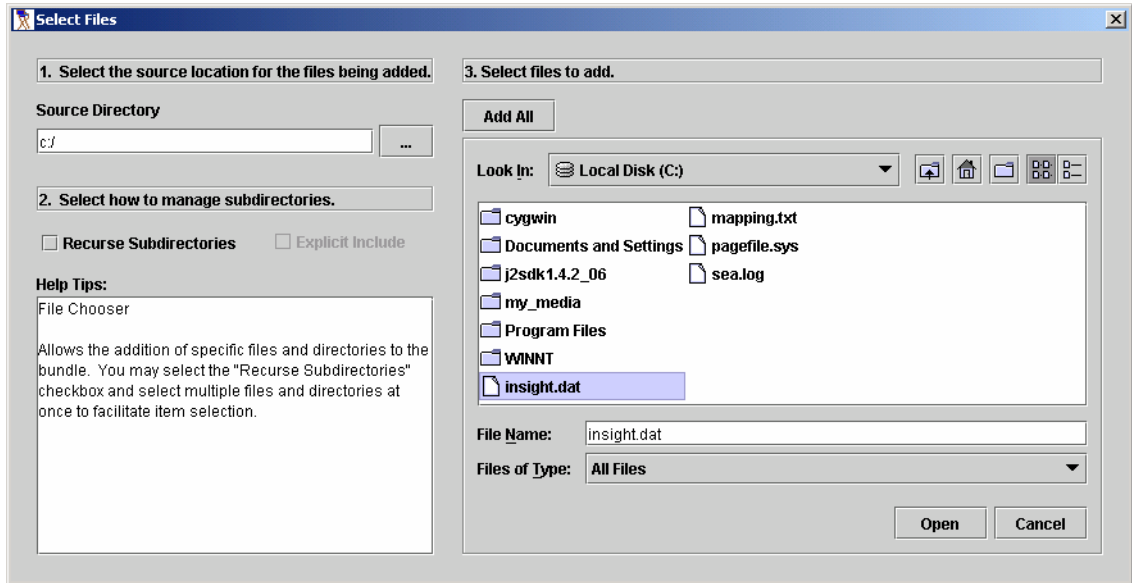 Select Files
1. Select the source location for the files being added.
Source Directory
c:/
...
2. Select how to manage subdirectories.
Recurse Subdirectories
Explicit Include
Help Tips:
File Chooser
Allows the addition of specific files and directories to the
bundle. You may select the "Recurse Subdirectories"
checkbox and select multiple files and directories at
once to facilitate item selection.
3. Select files to add.
Add All
Look In:
Local Disk (C:)
cygwin
Documents and Settings
j2sdk1.4.2_06
my_media
Program Files
WINNT
insight.dat
mapping.txt
pagefile.sys
sea.log
File Name:
insight.dat
Files of Type:
All Files
Open
Cancel